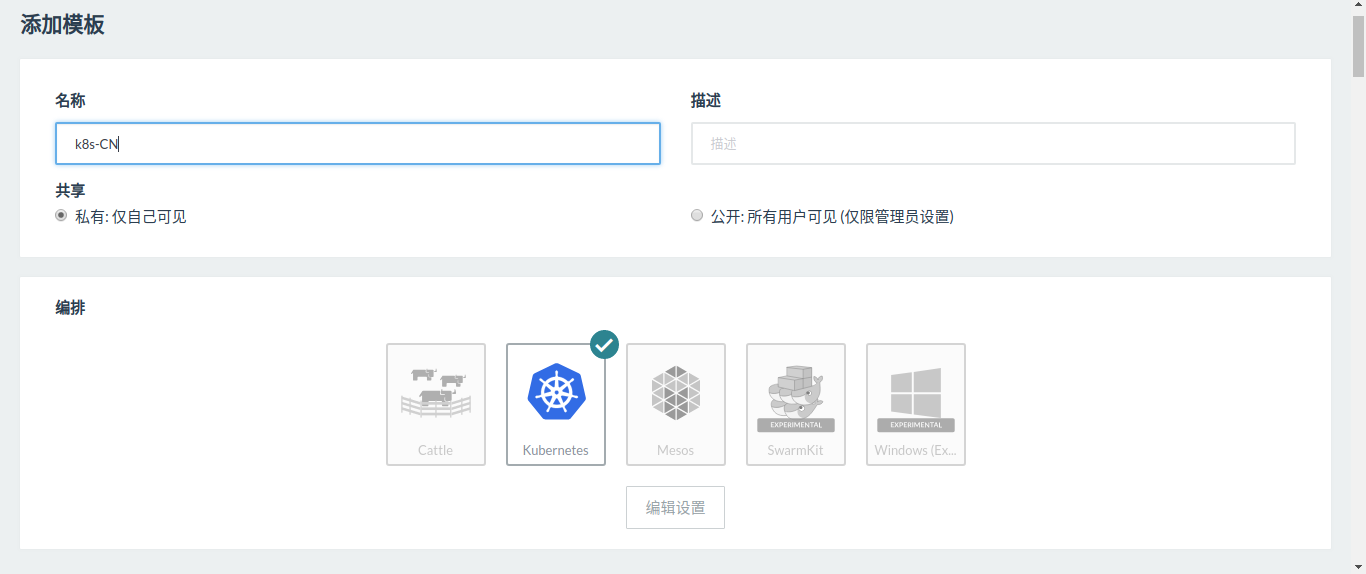 添加模板
名称
描述
k8s-CN
描述
共享
私有: 仅自己可见
公开: 所有用户可见 (仅限管理员设置)
编排
EXPERIMENTAL
EXPERIMENTAL
Cattle
Kubernetes
Mesos
SwarmKit
Windows (Ex...
编辑设置